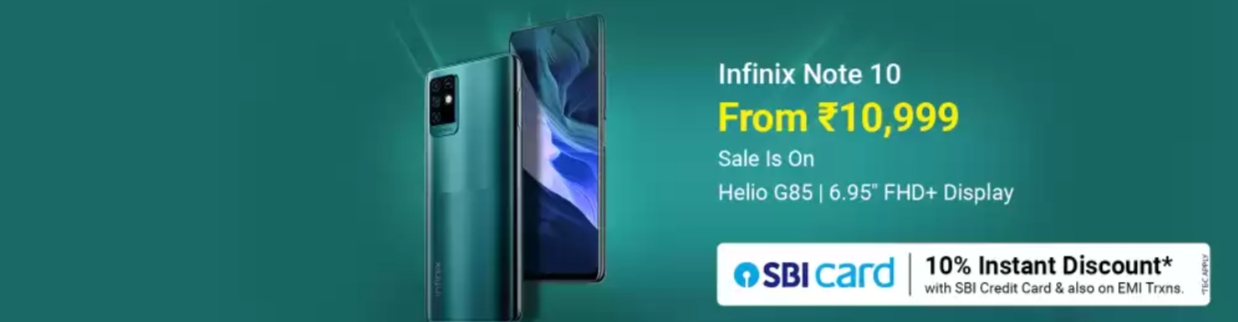 Infinix Note 10
From ₹10,999
Sale Is On
Helio G85 | 6.95" FHD+ Display
SBI card
10% Instant Discount*
with SBI Credit Card & also on EMI Trxns.
*T&C APPLY
Infinix